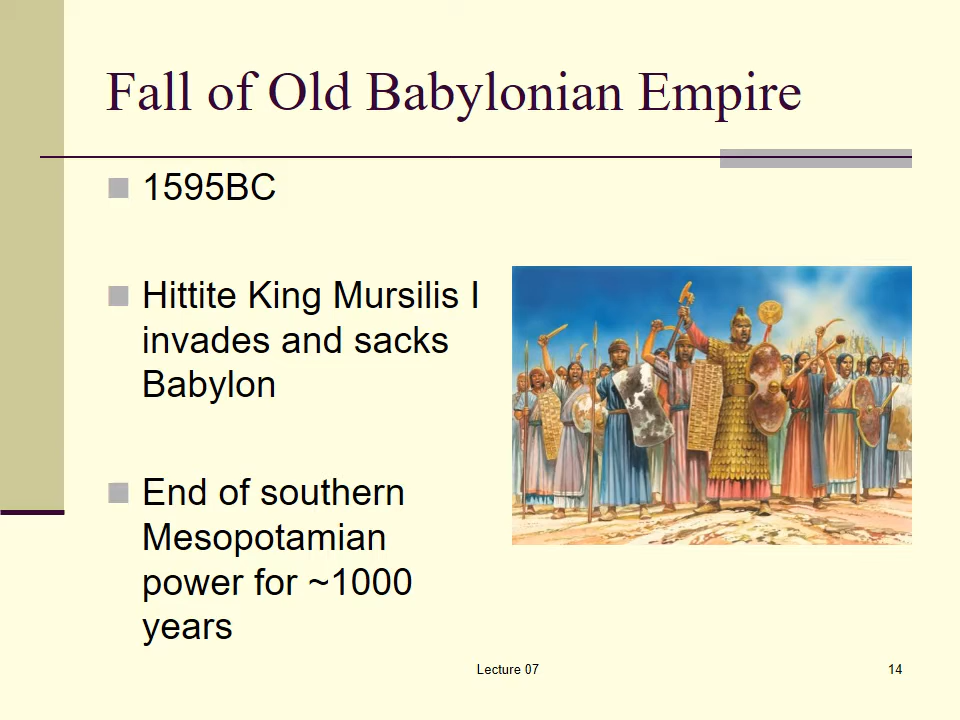 Fall of Old Babylonian Empire
1595BC
Hittite King Mursilis I
invades and sacks
Babylon
End of southern
Mesopotamian
power for ~1000
years
Lecture 07
14